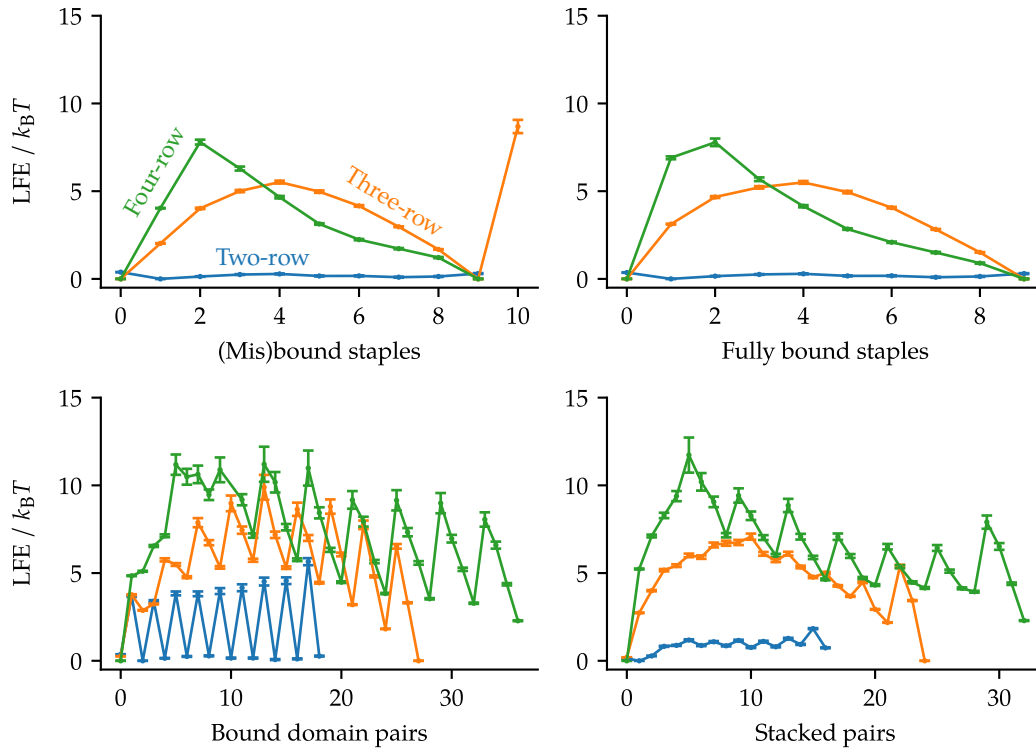 15
10
5
0
LFE / k_B T
Four-row
Three-row
Two-row
0 2 4 6 8 10
(Mis)bound staples
15
10
5
0
0 2 4 6 8
Fully bound staples
15
10
5
0
LFE / k_B T
0 10 20 30
Bound domain pairs
15
10
5
0
0 10 20 30
Stacked pairs